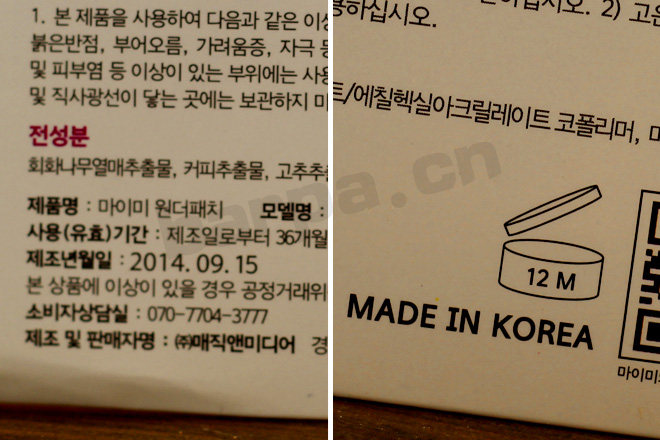 1. 본 제품을 사용하여 다음과 같은 이상
붉은반점, 부어오름, 가려움증, 자극 등
및 피부염 등 이상이 있는 부위에는 사용
및 직사광선이 닿는 곳에는 보관하지 마
전성분
회화나무열매추출물, 커피추출물, 고추추출
제품명 : 마이미 원더패치 모델명 :
사용(유효)기간 : 제조일로부터 36개월
제조년월일 : 2014. 09. 15
본 상품에 이상이 있을 경우 공정거래위
소비자상담실 : 070-7704-3777
제조 및 판매자명 : ㈜매직앤미디어 경
하십시오. 2) 고온
용하십시오.
트/에칠헥실아크릴레이트 코폴리머, 미
12 M
MADE IN KOREA
마이미